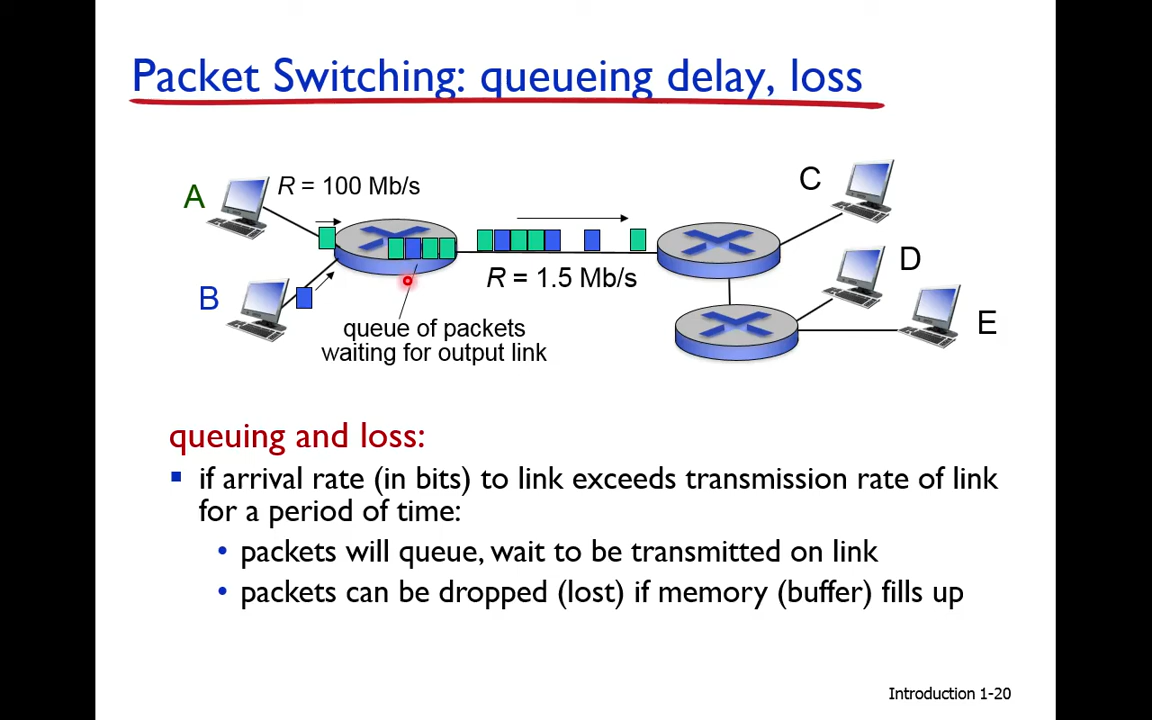 Packet Switching: queueing delay, loss
A
R = 100 Mb/s
C
B
R = 1.5 Mb/s
D
E
queue of packets
waiting for output link
queuing and loss:
▪ if arrival rate (in bits) to link exceeds transmission rate of link
for a period of time:
• packets will queue, wait to be transmitted on link
• packets can be dropped (lost) if memory (buffer) fills up
Introduction 1-20